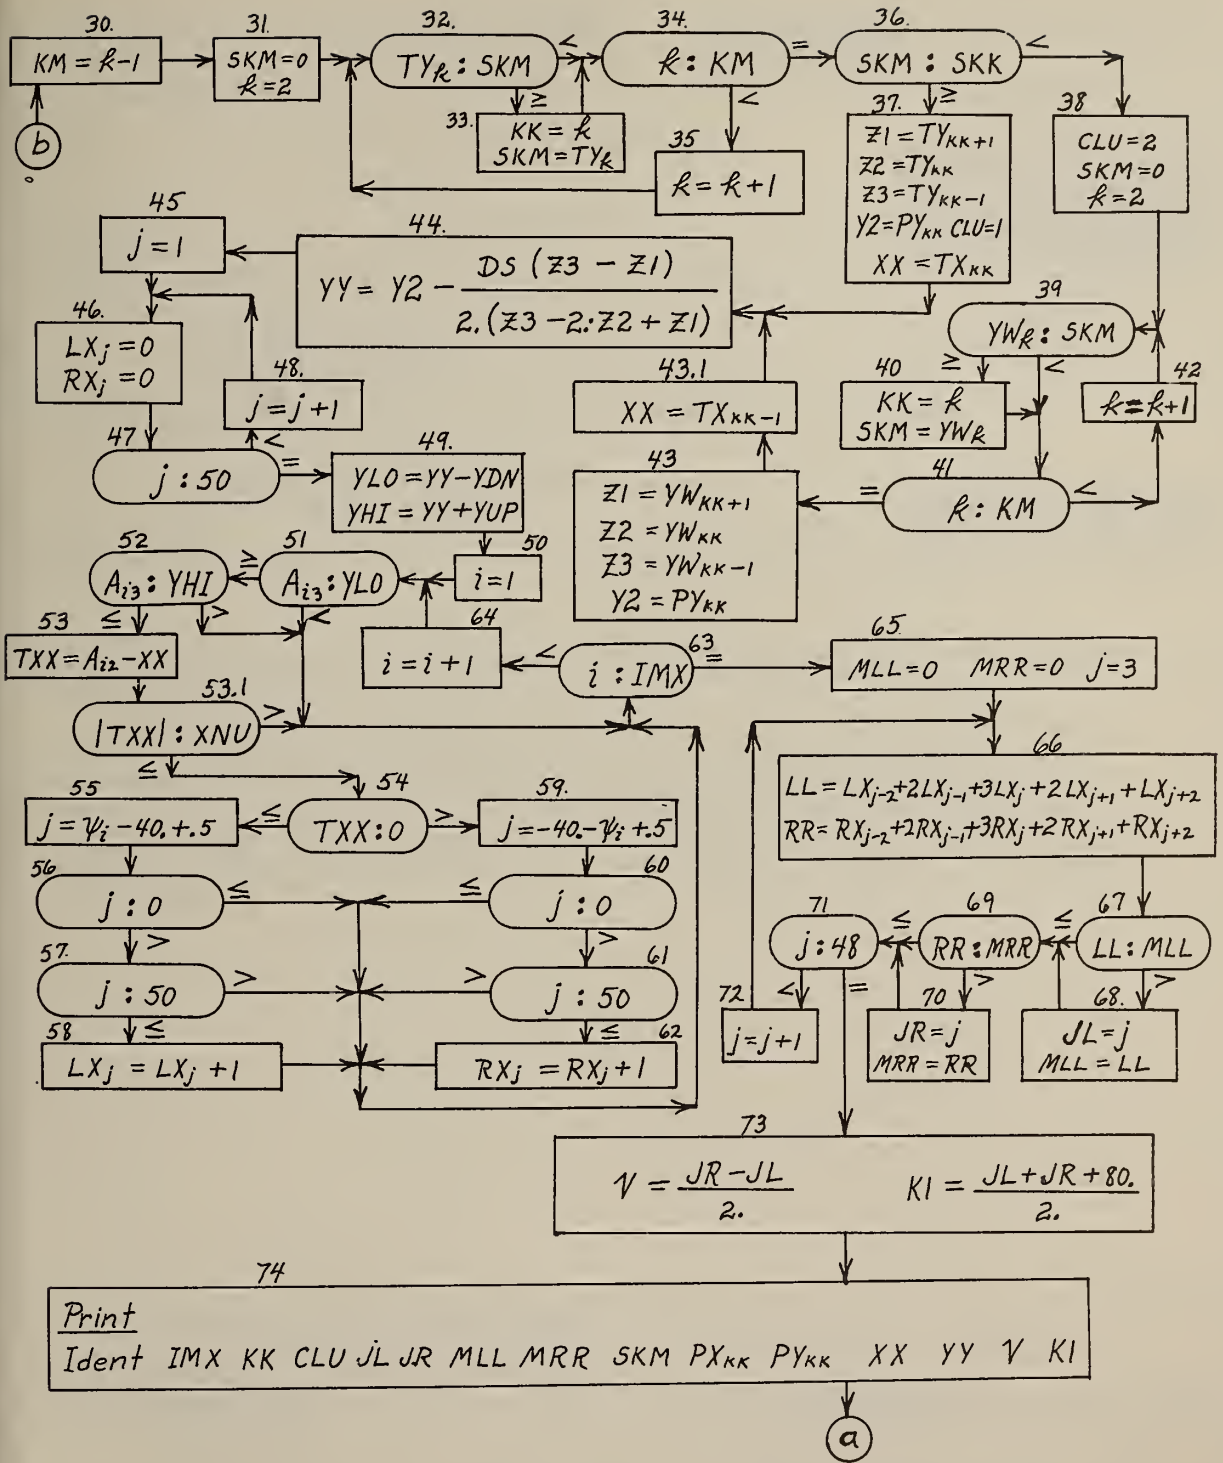 30.
KM = k-1
b
31.
SKM=0
k=2
32.
TYk : SKM
<
≥
33.
KK = k
SKM=TYk
34.
k : KM
=
<
35
k = k+1
36.
SKM : SKK
<
≥
37.
Z1 = TYKK+1
Z2 = TYKK
Z3 = TYKK-1
Y2=PYKK CLU=1
XX = TXKK
38
CLU=2
SKM=0
k=2
39
YWk : SKM
≥
<
40
KK = k
SKM = YWk
41
k : KM
=
<
42
k=k+1
43
Z1 = YWKK+1
Z2 = YWKK
Z3 = YWKK-1
Y2 = PYKK
43.1
XX = TXKK-1
44.
YY = Y2 - DS (Z3 - Z1)
2.(Z3-2.Z2+Z1)
45
j=1
46.
LXj=0
RXj=0
47
j : 50
<
=
48.
j=j+1
49.
YLO=YY-YDN
YHI=YY+YUP
50
i=1
51
Ai3 : YLO
≥
<
52
Ai3 : YHI
≤
>
53
TXX=Ai2-XX
53.1
|TXX| : XNU
>
≤
54
TXX:0
≤
>
55
j=ψi-40.+.5
56
j : 0
≤
>
57.
j : 50
>
≤
58
LXj = LXj +1
59.
j=-40.-ψi+.5
60
j : 0
≤
>
61
j : 50
>
≤
62
RXj = RXj+1
63
i : IMX
<
=
64
i=i+1
65.
MLL=0 MRR=0 j=3
66
LL=LXj-2+2LXj-1+3LXj+2LXj+1+LXj+2
RR=RXj-2+2RXj-1+3RXj+2RXj+1+RXj+2
67
LL:MLL
≤
>
68.
JL=j
MLL=LL
69
RR:MRR
≤
>
70
JR=j
MRR=RR
71
j:48
<
=
72
j=j+1
73
V = JR-JL
2.
KI = JL+JR+80.
2.
74
Print
Ident IMX KK CLU JL JR MLL MRR SKM PXKK PYKK XX YY V KI
a